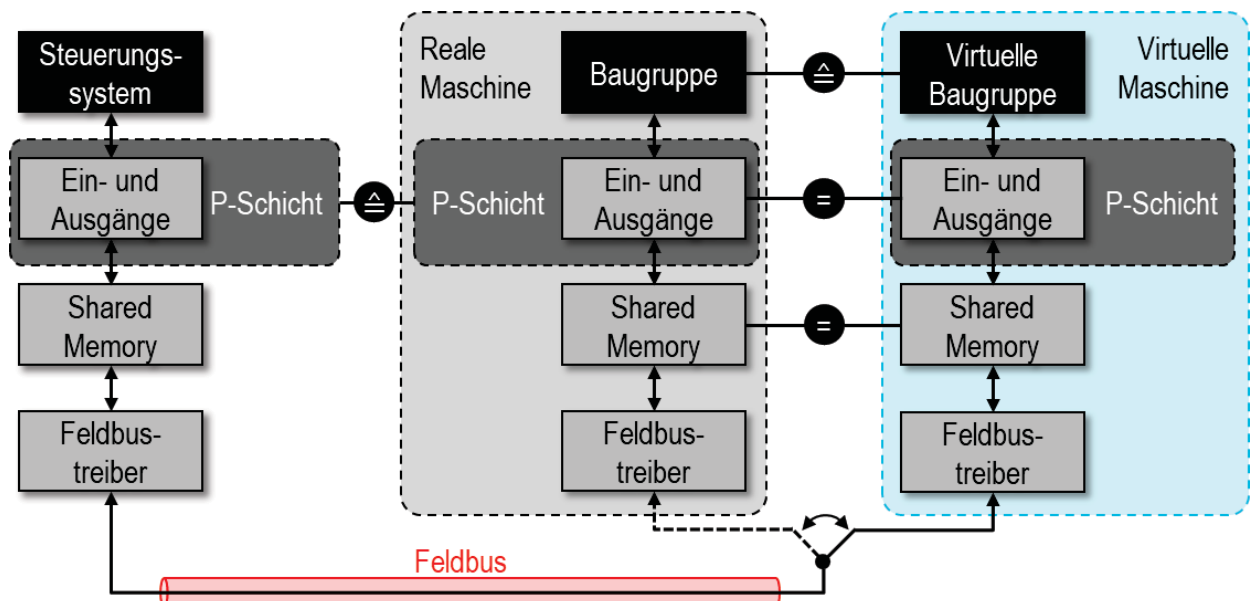 Steuerungs-
system
Ein- und
Ausgänge
P-Schicht
Shared
Memory
Feldbus-
treiber
≙
Reale
Maschine
Baugruppe
P-Schicht
Ein- und
Ausgänge
Shared
Memory
Feldbus-
treiber
≙
=
=
Virtuelle
Baugruppe
Virtuelle
Maschine
Ein- und
Ausgänge
P-Schicht
Shared
Memory
Feldbus-
treiber
Feldbus